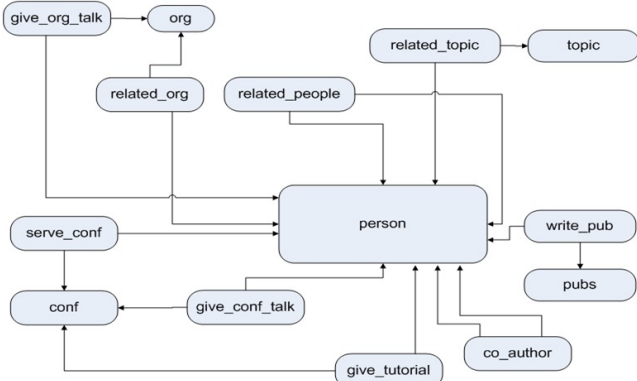 give_org_talk
org
related_topic
topic
related_org
related_people
person
serve_conf
write_pub
conf
give_conf_talk
pubs
co_author
give_tutorial